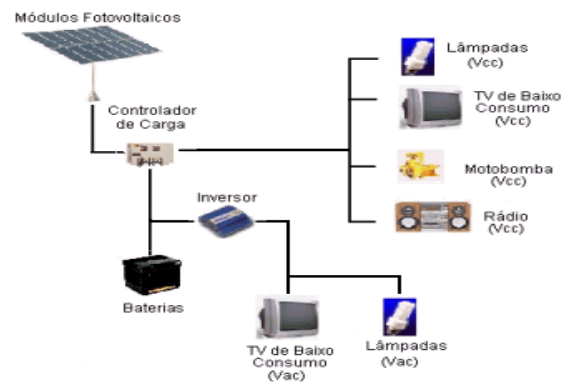 Módulos Fotovoltaicos
Lâmpadas
(Vcc)
TV de Baixo
Consumo
(Vcc)
Controlador
de Carga
Motobomba
(Vcc)
Inversor
Rádio
(Vcc)
Baterias
TV de Baixo
Consumo
(Vac)
Lâmpadas
(Vac)